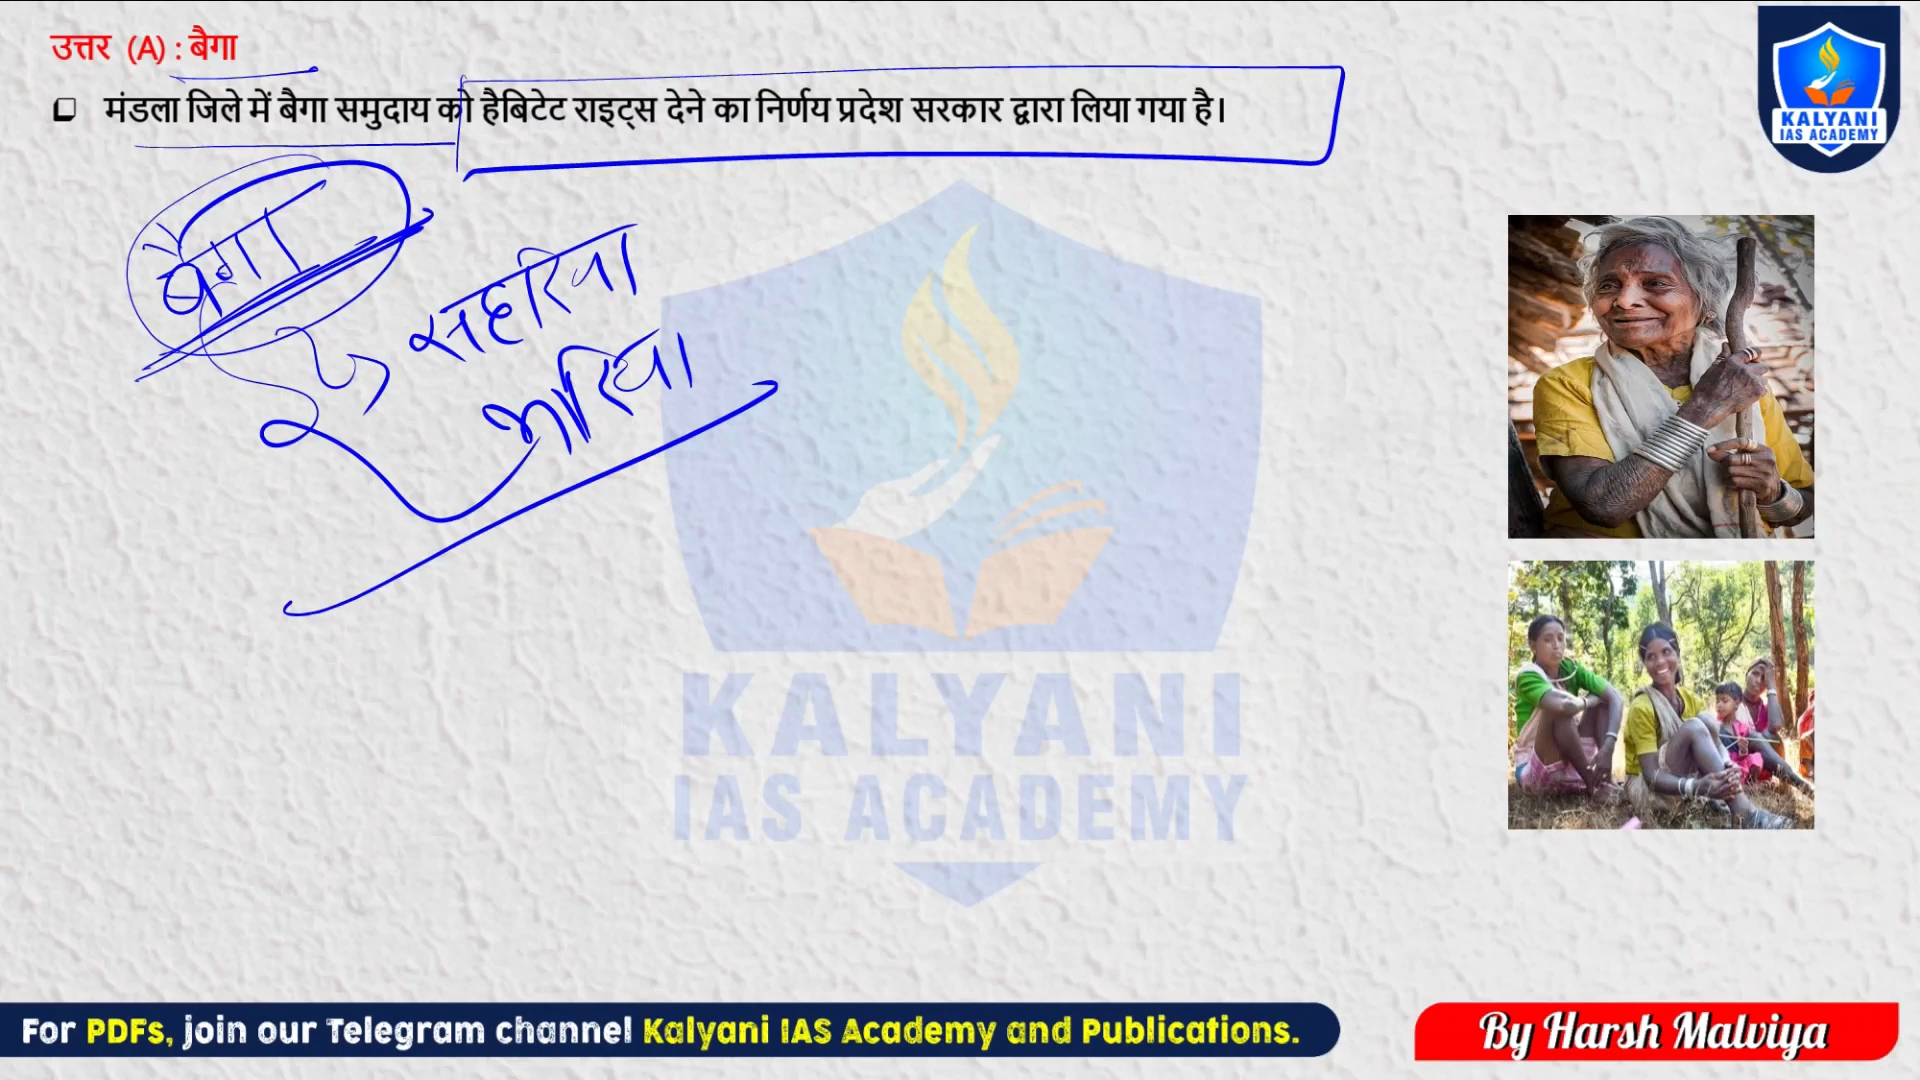 उत्तर (A) : बैगा
❑ मंडला जिले में बैगा समुदाय को हैबिटेट राइट्स देने का निर्णय प्रदेश सरकार द्वारा लिया गया है।
KALYANI
IAS ACADEMY
बैगा
सहरिया
भारिया
KALYANI
IAS ACADEMY
For PDFs, join our Telegram channel Kalyani IAS Academy and Publications.
By Harsh Malviya